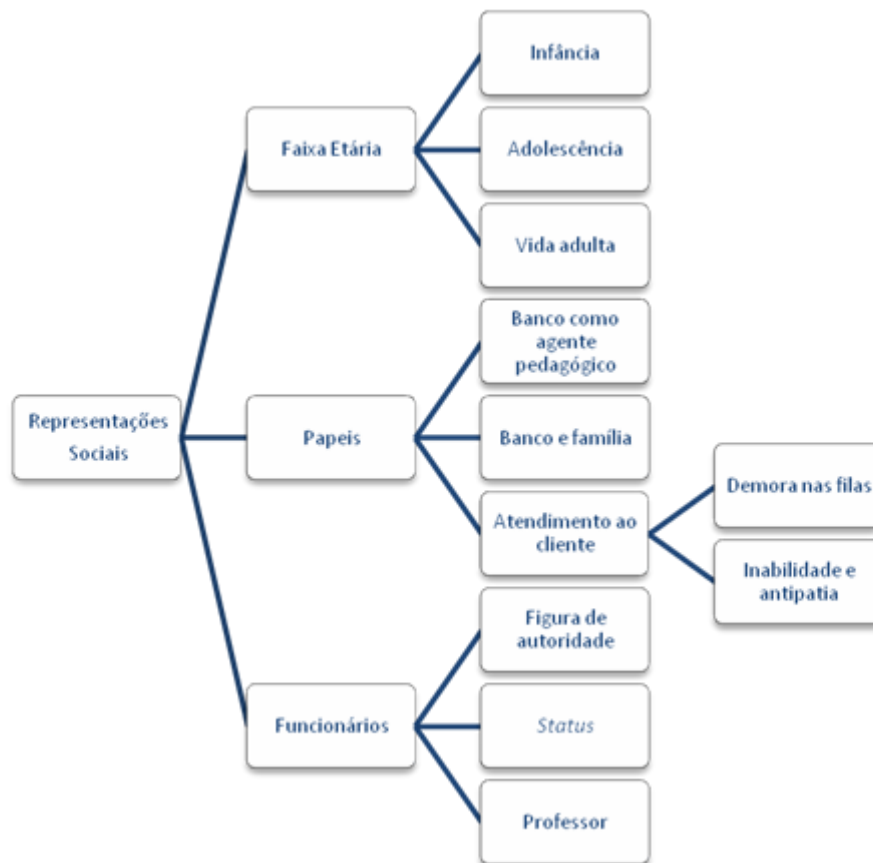 Infância
Faixa Etária
Adolescência
Vida adulta
Banco como
agente
pedagógico
Representações
Sociais
Papeis
Banco e família
Atendimento ao
cliente
Demora nas filas
Inabilidade e
antipatia
Figura de
autoridade
Funcionários
Status
Professor